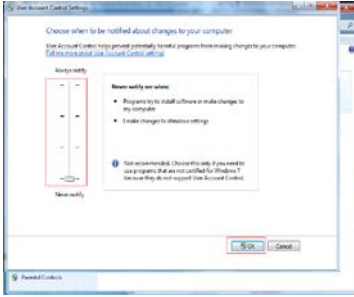 User Account Control Settings
Choose when to be notified about changes to your computer
User Account Control helps prevent potentially harmful programs from making changes to your computer.
Tell me more about User Account Control settings
Always notify
Never notify me when:
• Programs try to install software or make changes to
my computer
• I make changes to Windows settings
Not recommended. Choose this only if you need to
use programs that are not certified for Windows 7
because they do not support User Account Control.
Never notify
OK
Cancel
Parental Controls